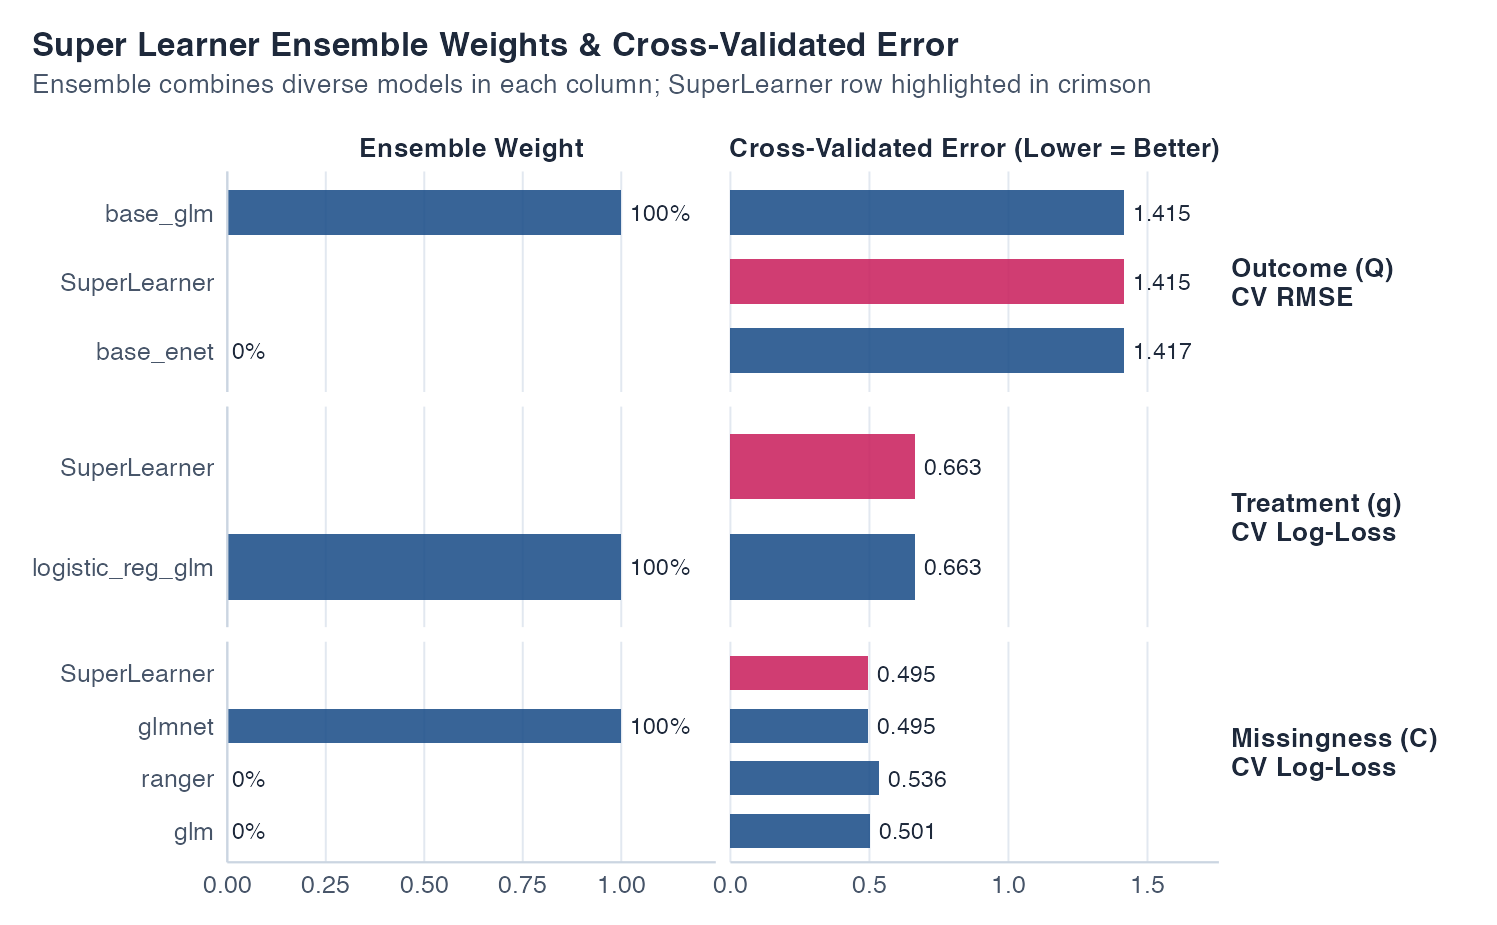 Super Learner Ensemble Weights & Cross-Validated Error
Ensemble combines diverse models in each column; SuperLearner row highlighted in crimson
Ensemble Weight
Cross-Validated Error (Lower = Better)
base_glm
100%
1.415
SuperLearner
1.415
base_enet
0%
1.417
Outcome (Q)
CV RMSE
SuperLearner
0.663
logistic_reg_glm
100%
0.663
Treatment (g)
CV Log-Loss
SuperLearner
0.495
glmnet
100%
0.495
ranger
0%
0.536
glm
0%
0.501
Missingness (C)
CV Log-Loss
0.00 0.25 0.50 0.75 1.00
0.0 0.5 1.0 1.5